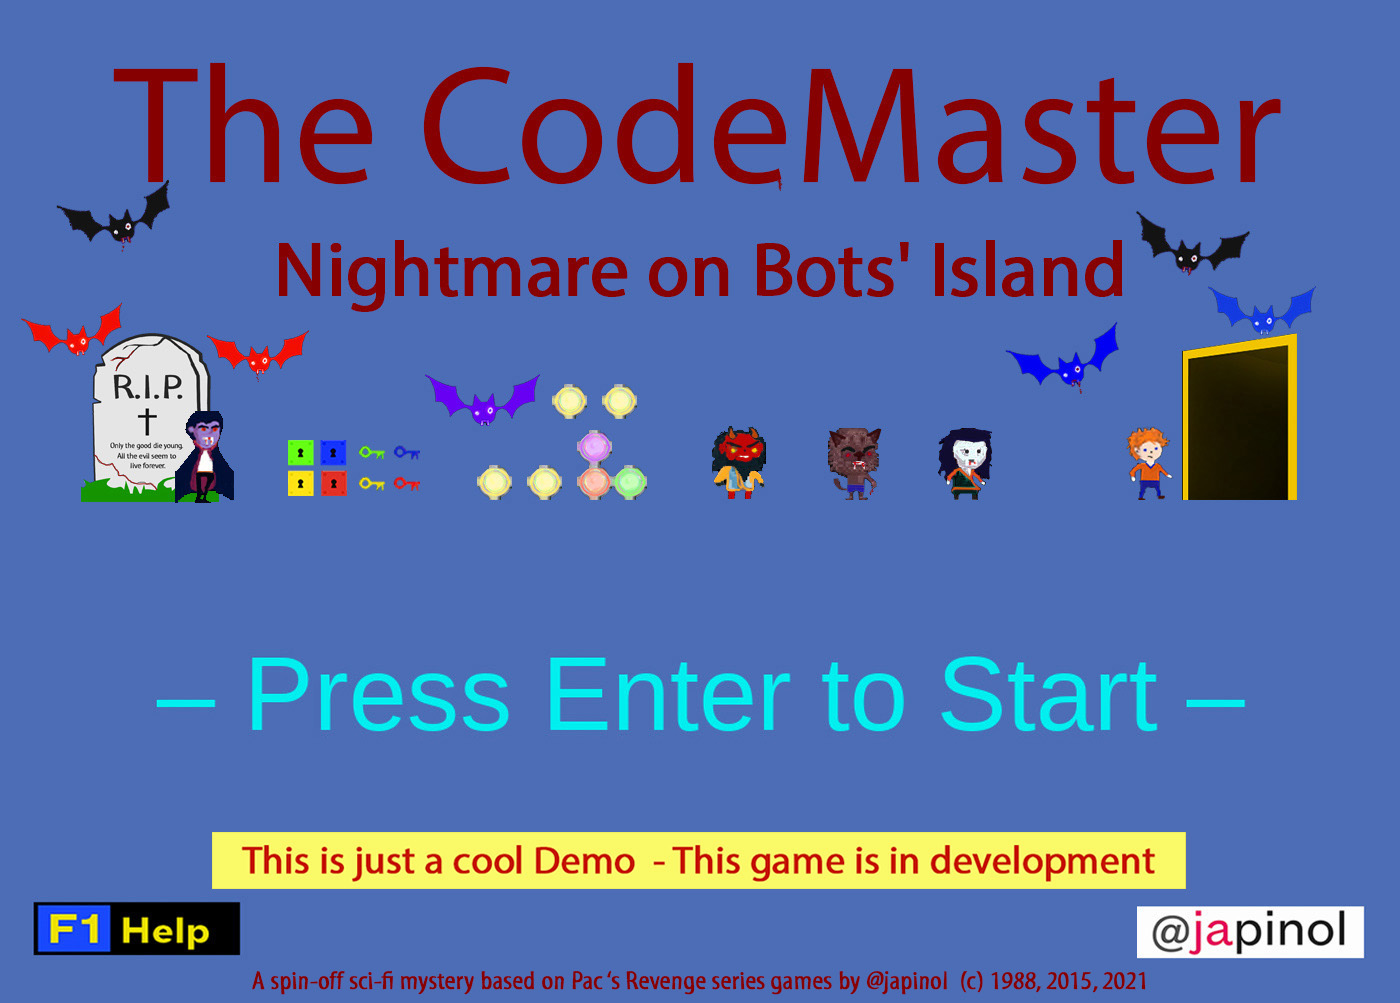 The CodeMaster
Nightmare on Bots' Island
R.I.P.
Only the good die young.
All the evil seem to
live forever.
– Press Enter to Start –
This is just a cool Demo - This game is in development
F1 Help
@japinol
A spin-off sci-fi mystery based on Pac ‘s Revenge series games by @japinol (c) 1988, 2015, 2021